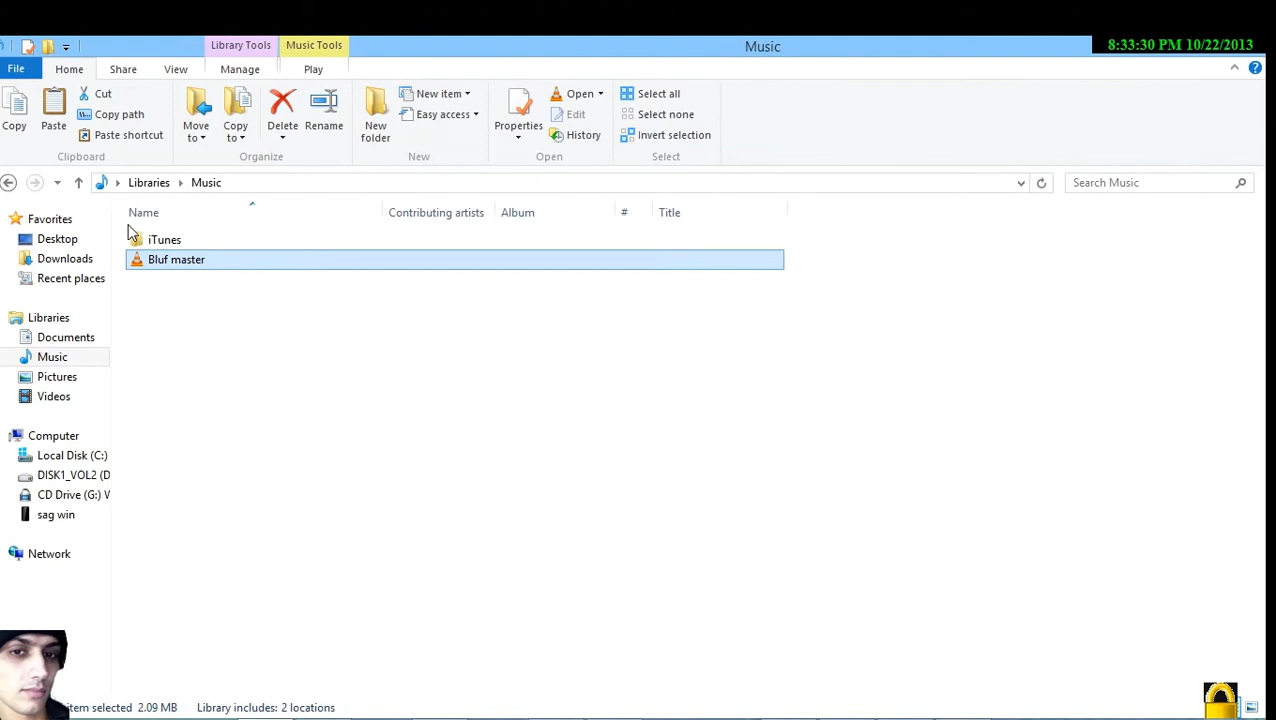 8:33:30 PM 10/22/2013
Library Tools
Music Tools
Music
File
Home
Share
View
Manage
Play
Copy
Paste
Cut
Copy path
Paste shortcut
Move to
Copy to
Delete
Rename
New folder
New item
Easy access
Properties
Open
Edit
History
Select all
Select none
Invert selection
Clipboard
Organize
New
Open
Select
Libraries
Music
Search Music
Name
Contributing artists
Album
#
Title
iTunes
Bluf master
Favorites
Desktop
Downloads
Recent places
Libraries
Documents
Music
Pictures
Videos
Computer
Local Disk (C:)
DISK1_VOL2 (D
CD Drive (G:) W
sag win
Network
item selected 2.09 MB
Library includes: 2 locations